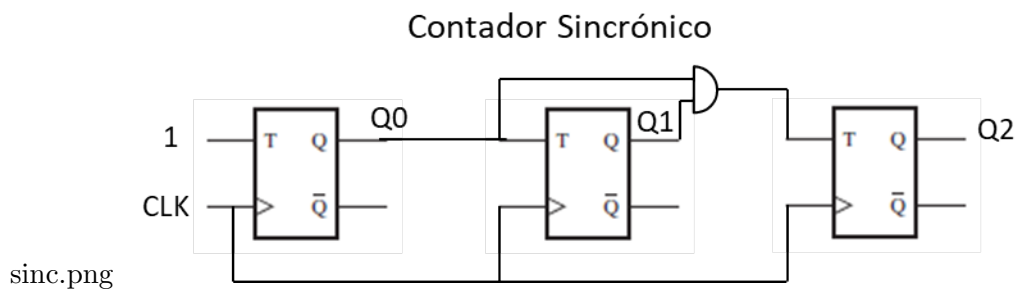 Contador Sincrónico
1 T Q Q0 T Q Q1 T Q Q2
CLK Q̅ Q̅ Q̅
sinc.png